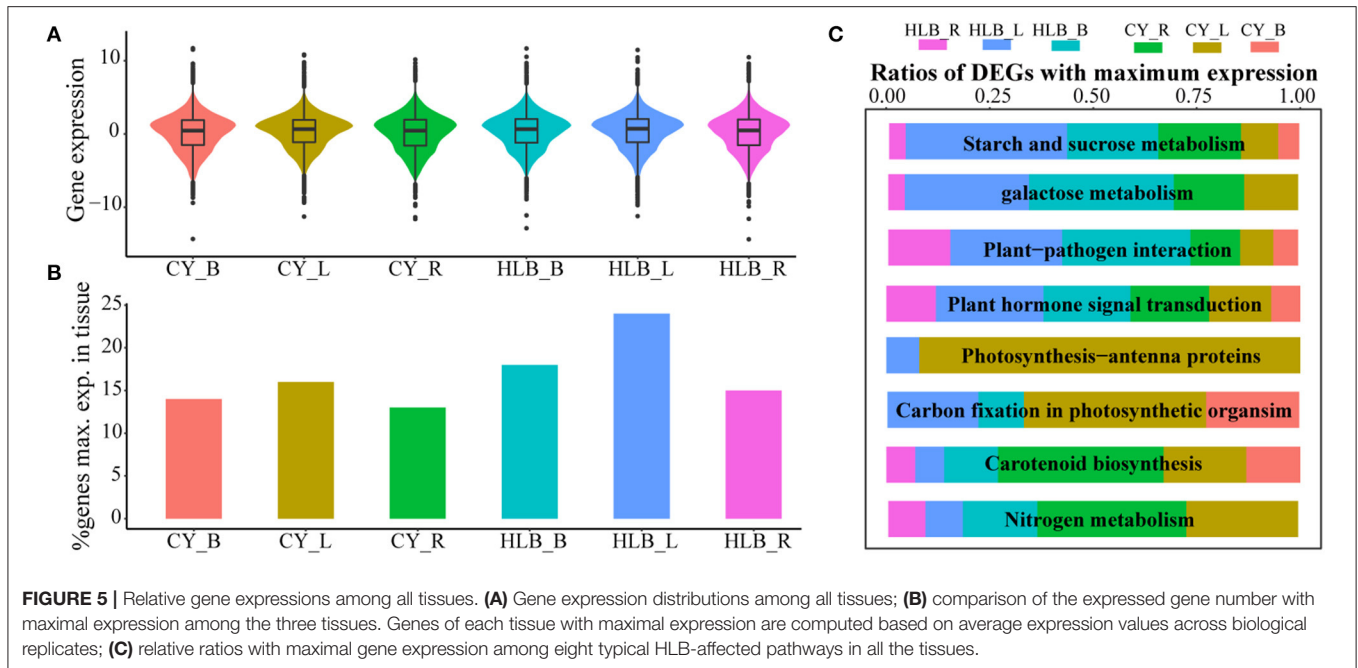 A
Gene expression
10
0
−10
CY_B CY_L CY_R HLB_B HLB_L HLB_R
B
%genes max. exp. in tissue
25
20
15
10
5
0
CY_B CY_L CY_R HLB_B HLB_L HLB_R
C
HLB_R HLB_L HLB_B CY_R CY_L CY_B
Ratios of DEGs with maximum expression
0.00 0.25 0.50 0.75 1.00
Starch and sucrose metabolism
galactose metabolism
Plant−pathogen interaction
Plant hormone signal transduction
Photosynthesis−antenna proteins
Carbon fixation in photosynthetic organsim
Carotenoid biosynthesis
Nitrogen metabolism
FIGURE 5 | Relative gene expressions among all tissues. (A) Gene expression distributions among all tissues; (B) comparison of the expressed gene number with
maximal expression among the three tissues. Genes of each tissue with maximal expression are computed based on average expression values across biological
replicates; (C) relative ratios with maximal gene expression among eight typical HLB-affected pathways in all the tissues.